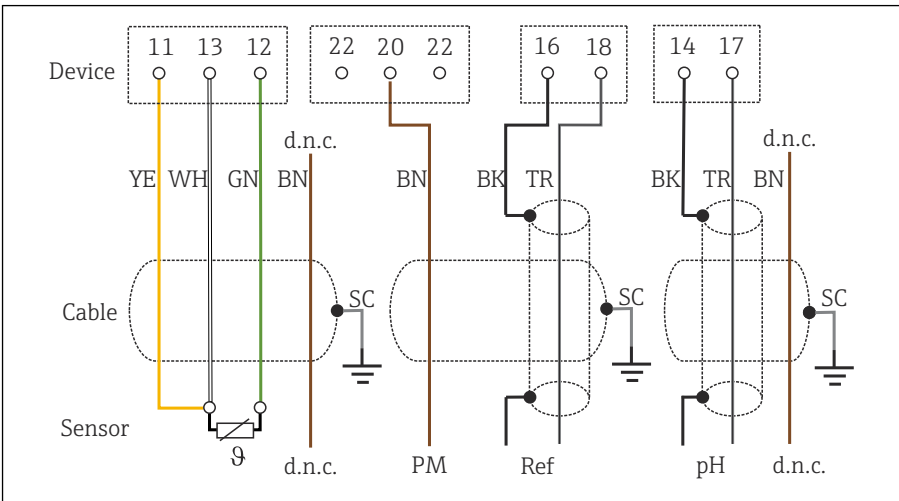 11 13 12 22 20 22 16 18 14 17
Device
d.n.c. d.n.c.
YE WH GN BN BN BK TR BK TR BN
Cable SC SC SC
Sensor
ϑ d.n.c. PM Ref pH d.n.c.